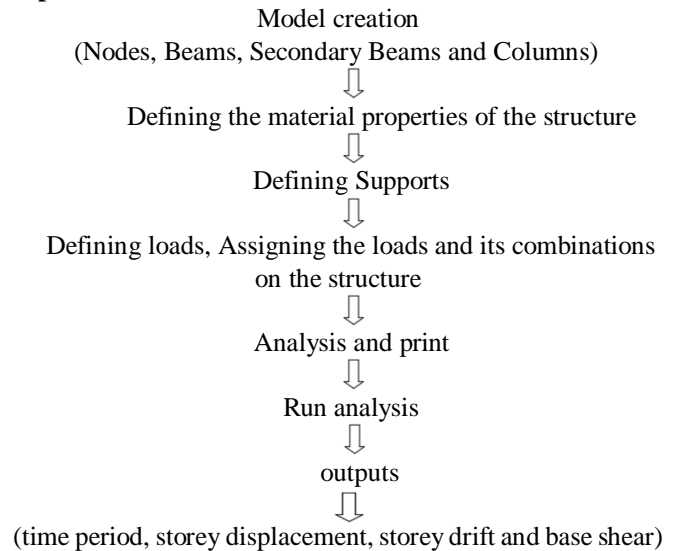 Model creation
(Nodes, Beams, Secondary Beams and Columns)
Defining the material properties of the structure
Defining Supports
Defining loads, Assigning the loads and its combinations
on the structure
Analysis and print
Run analysis
outputs
(time period, storey displacement, storey drift and base shear)